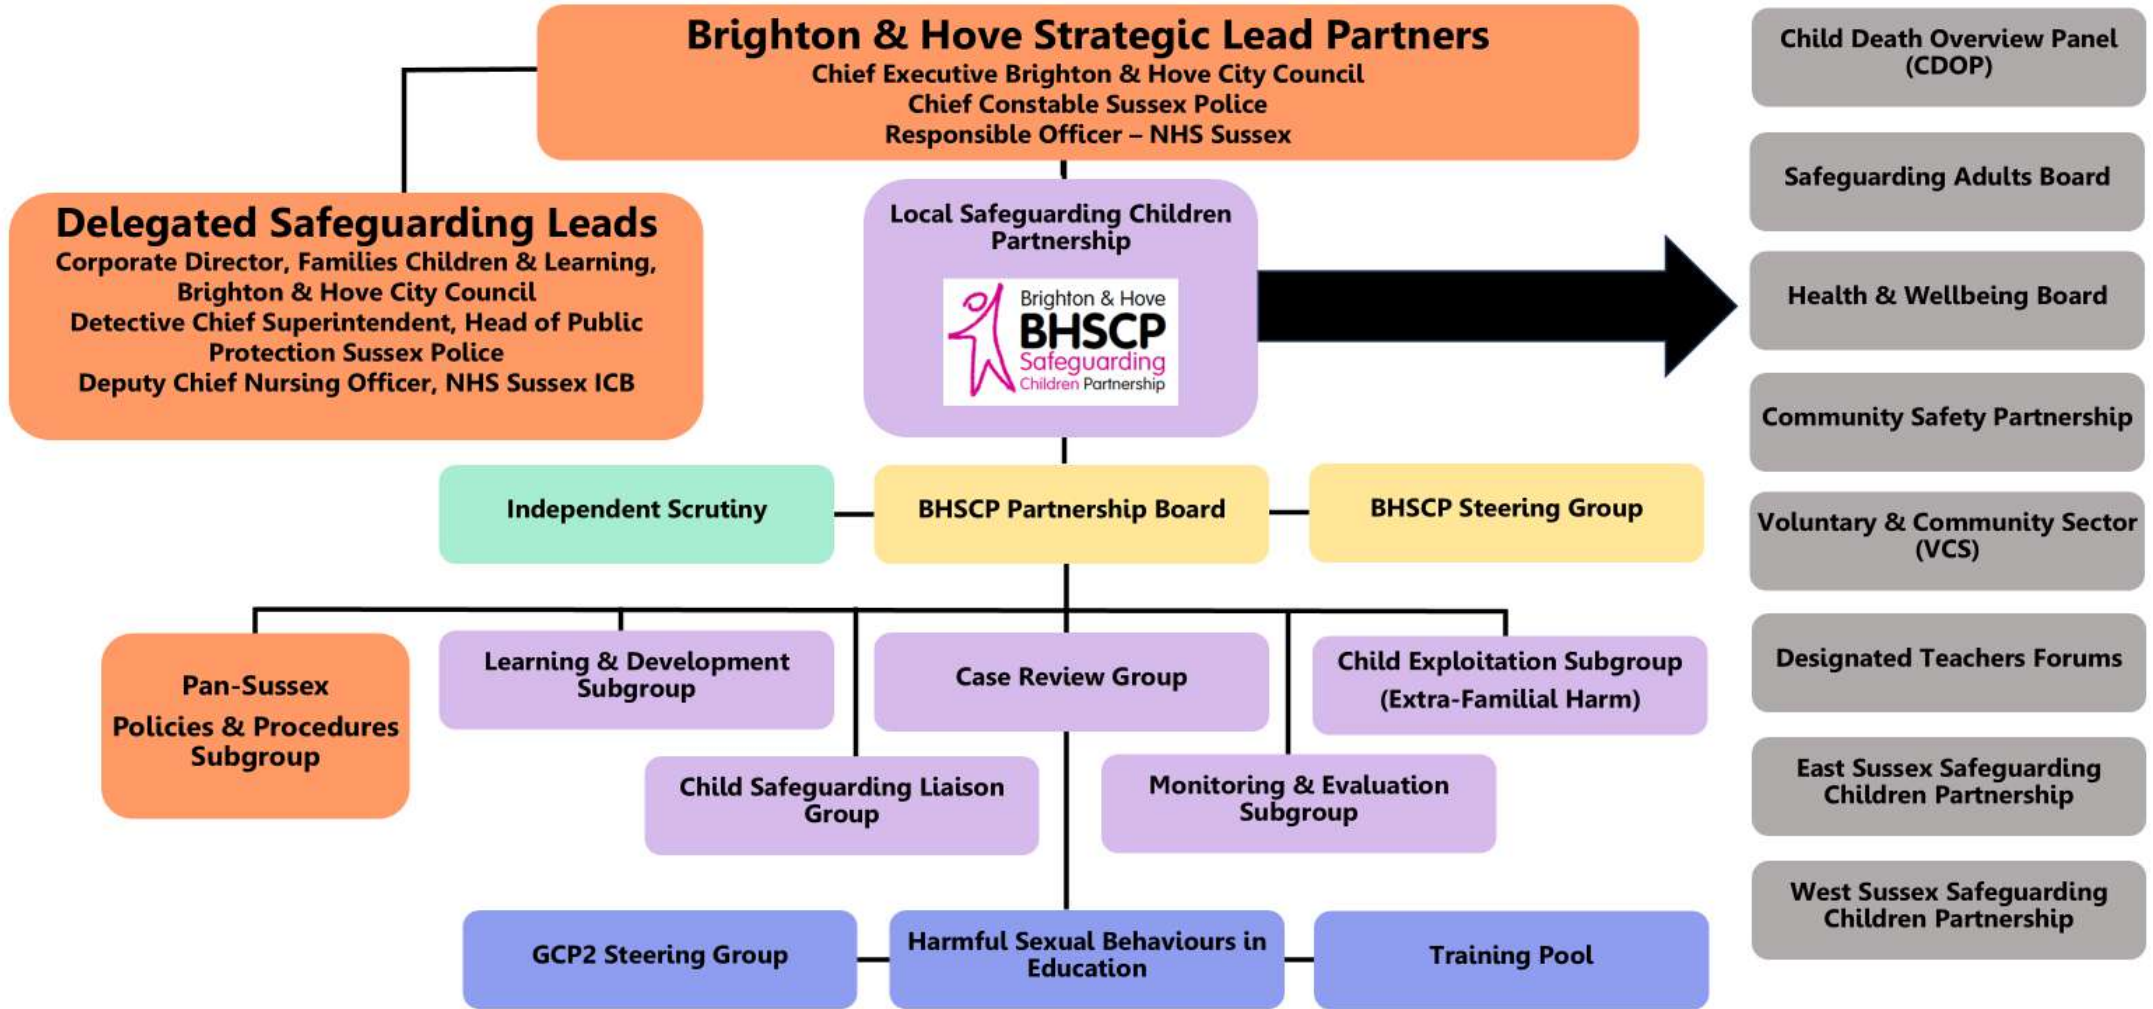 Brighton & Hove Strategic Lead Partners
Chief Executive Brighton & Hove City Council
Chief Constable Sussex Police
Responsible Officer – NHS Sussex
Delegated Safeguarding Leads
Corporate Director, Families Children & Learning,
Brighton & Hove City Council
Detective Chief Superintendent, Head of Public
Protection Sussex Police
Deputy Chief Nursing Officer, NHS Sussex ICB
Local Safeguarding Children
Partnership
Brighton & Hove
BHSCP
Safeguarding
Children Partnership
Independent Scrutiny
BHSCP Partnership Board
BHSCP Steering Group
Pan-Sussex
Policies & Procedures
Subgroup
Learning & Development
Subgroup
Case Review Group
Child Exploitation Subgroup
(Extra-Familial Harm)
Child Safeguarding Liaison
Group
Monitoring & Evaluation
Subgroup
GCP2 Steering Group
Harmful Sexual Behaviours in
Education
Training Pool
Child Death Overview Panel
(CDOP)
Safeguarding Adults Board
Health & Wellbeing Board
Community Safety Partnership
Voluntary & Community Sector
(VCS)
Designated Teachers Forums
East Sussex Safeguarding
Children Partnership
West Sussex Safeguarding
Children Partnership